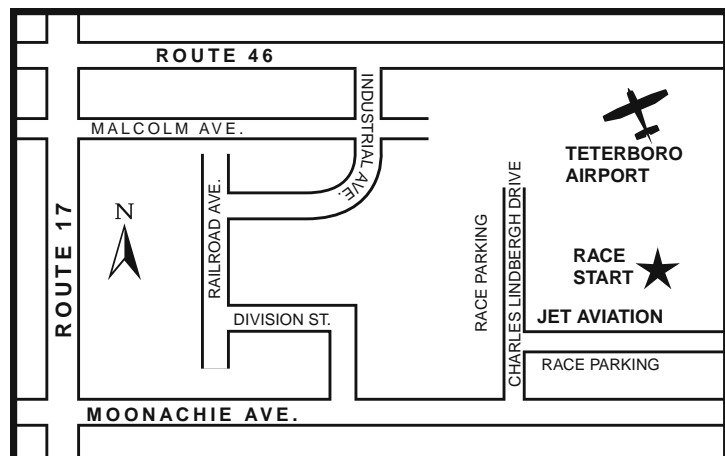 ROUTE 46
INDUSTRIAL AVE.
MALCOLM AVE.
TETERBORO
AIRPORT
ROUTE 17
N
RAILROAD AVE.
RACE PARKING
CHARLES LINDBERGH DRIVE
RACE
START
DIVISION ST.
JET AVIATION
RACE PARKING
MOONACHIE AVE.